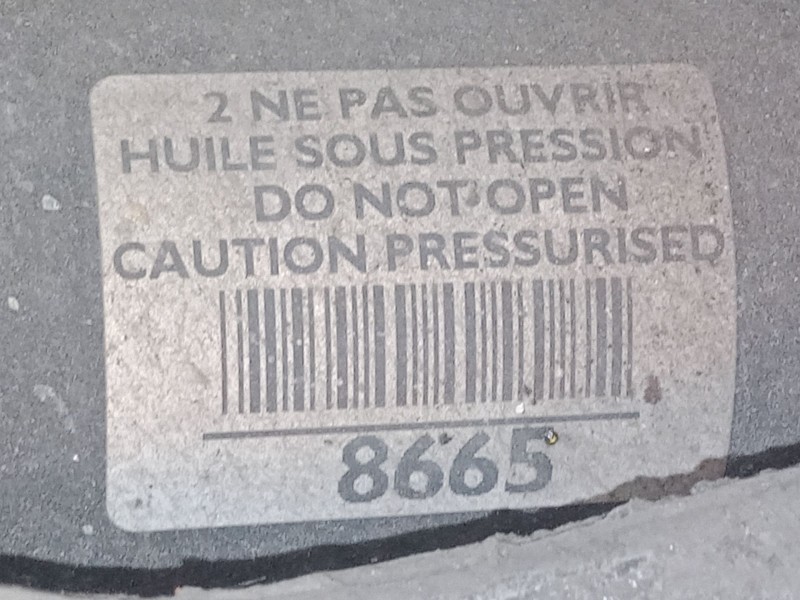 2 NE PAS OUVRIR
HUILE SOUS PRESSION
DO NOT OPEN
CAUTION PRESSURISED
8665